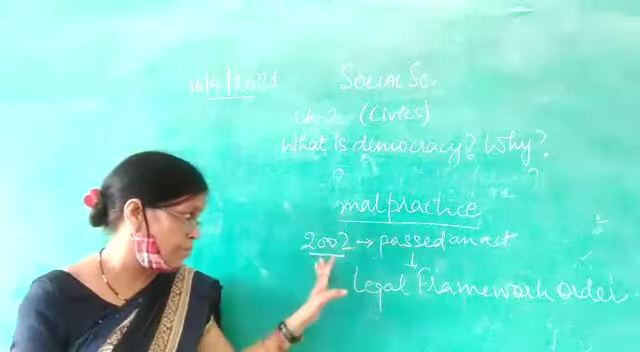 16/4/2021
SOCIAL SC.
Ch-2 (Civics)
What is democracy? Why?
malpractice
2002 → passed an act
↓
Legal Framework order